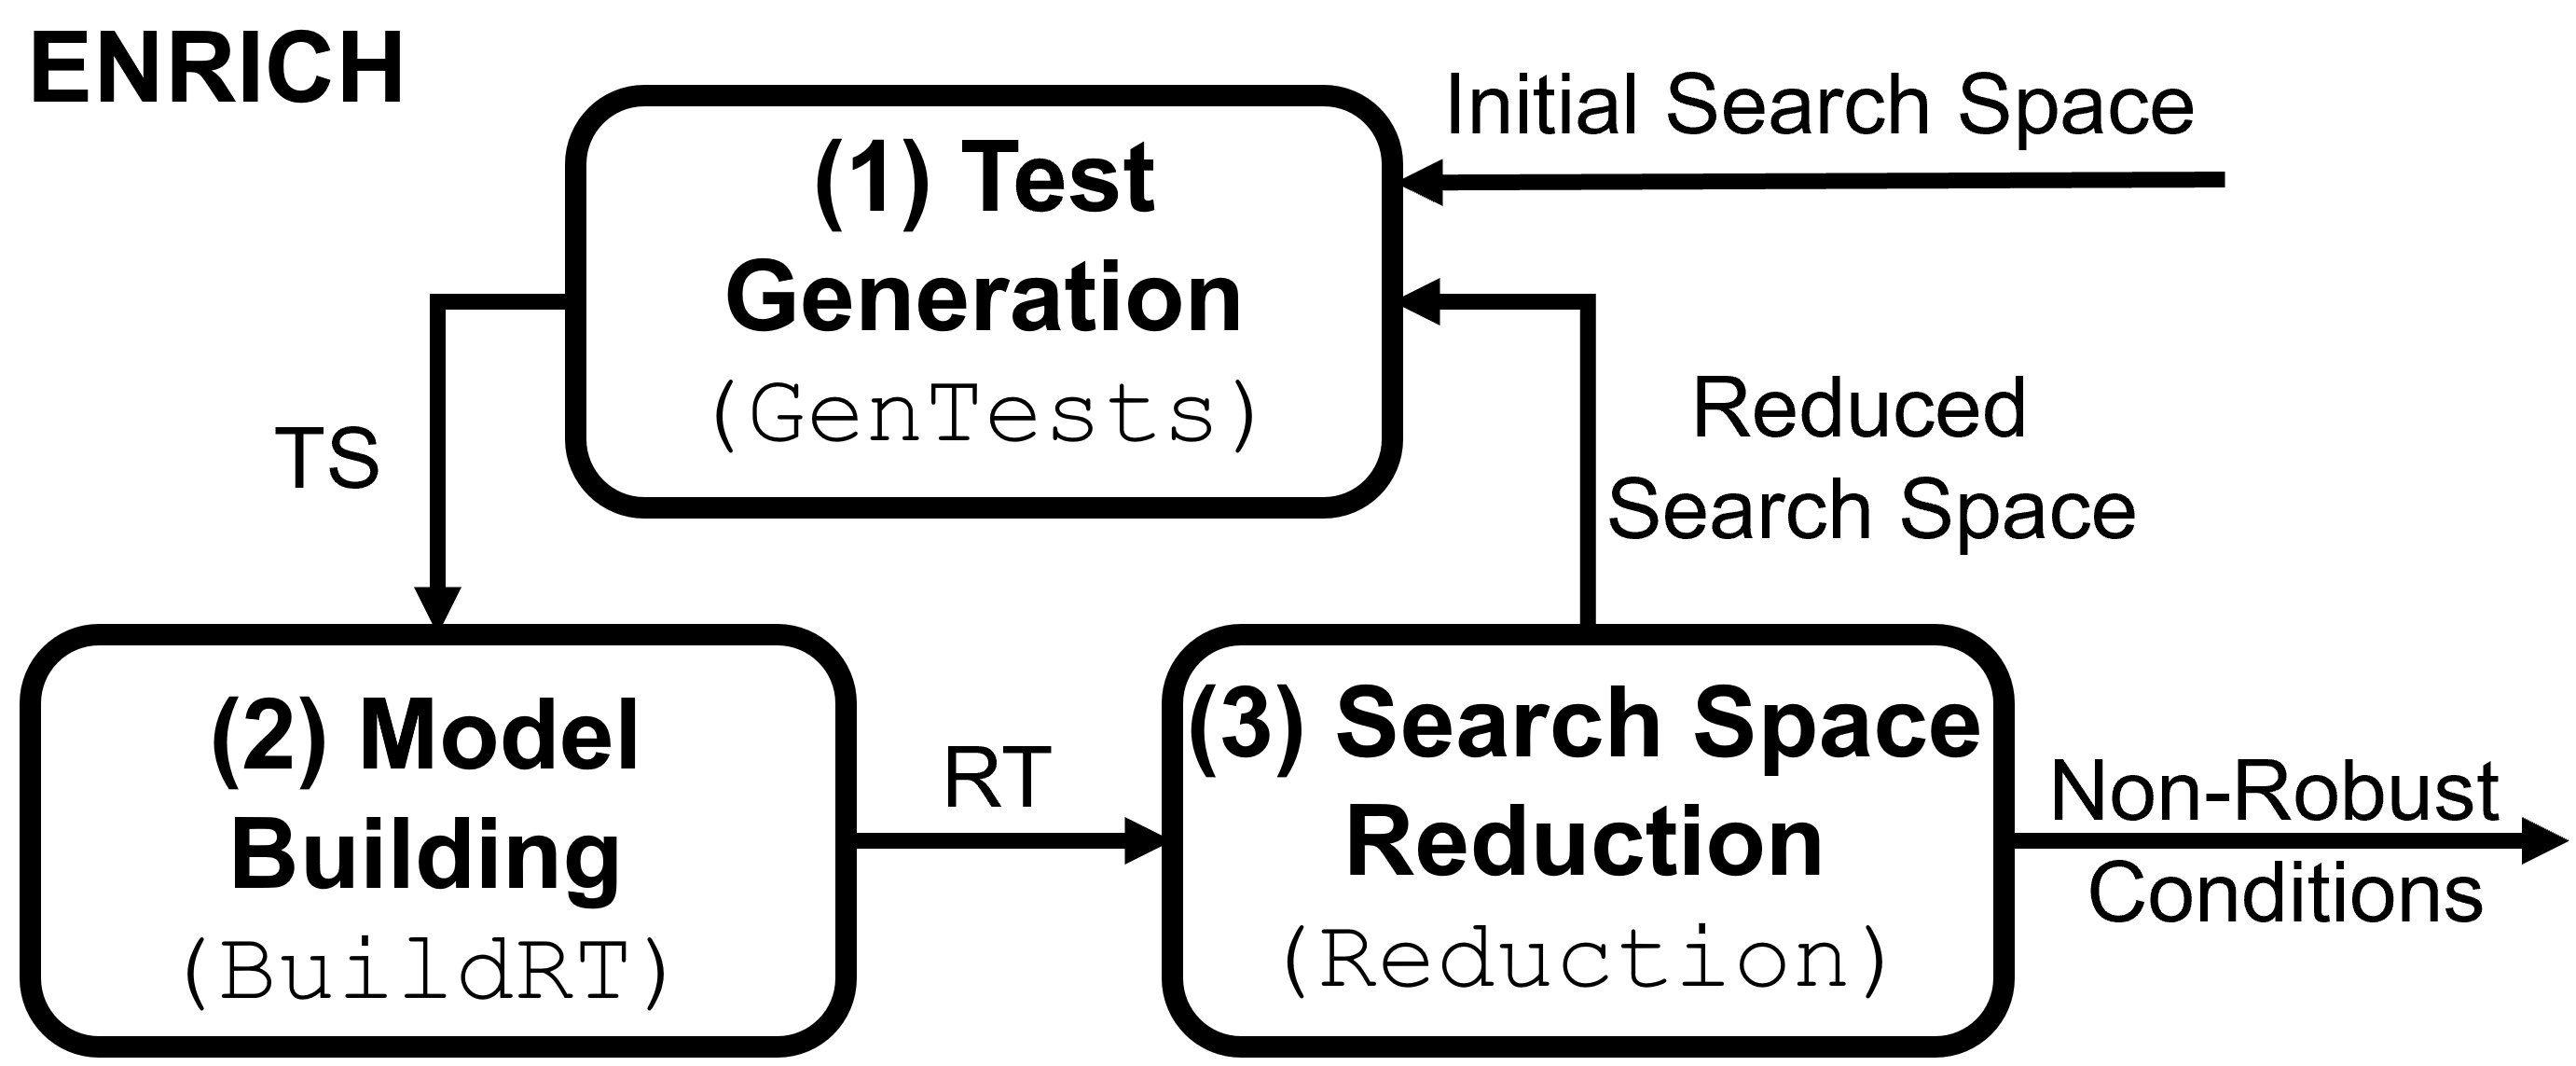 ENRICH
Initial Search Space
(1) Test
Generation
(GenTests)
TS
Reduced
Search Space
(2) Model
Building
(BuildRT)
RT
(3) Search Space
Reduction
(Reduction)
Non-Robust
Conditions